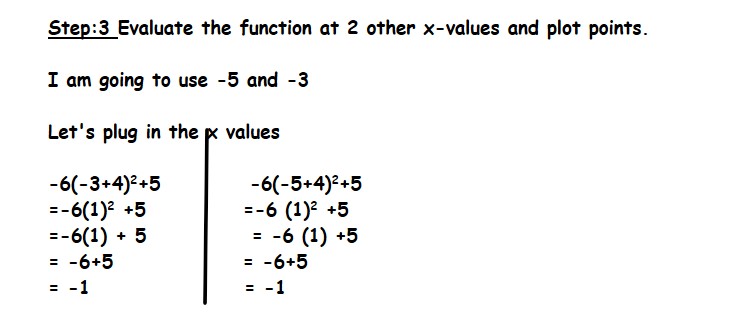 Step:3 Evaluate the function at 2 other x-values and plot points.
I am going to use -5 and -3
Let's plug in the x values
-6(-3+4)²+5
=-6(1)² +5
=-6(1) + 5
= -6+5
= -1
-6(-5+4)²+5
=-6 (1)² +5
= -6 (1) +5
= -6+5
= -1